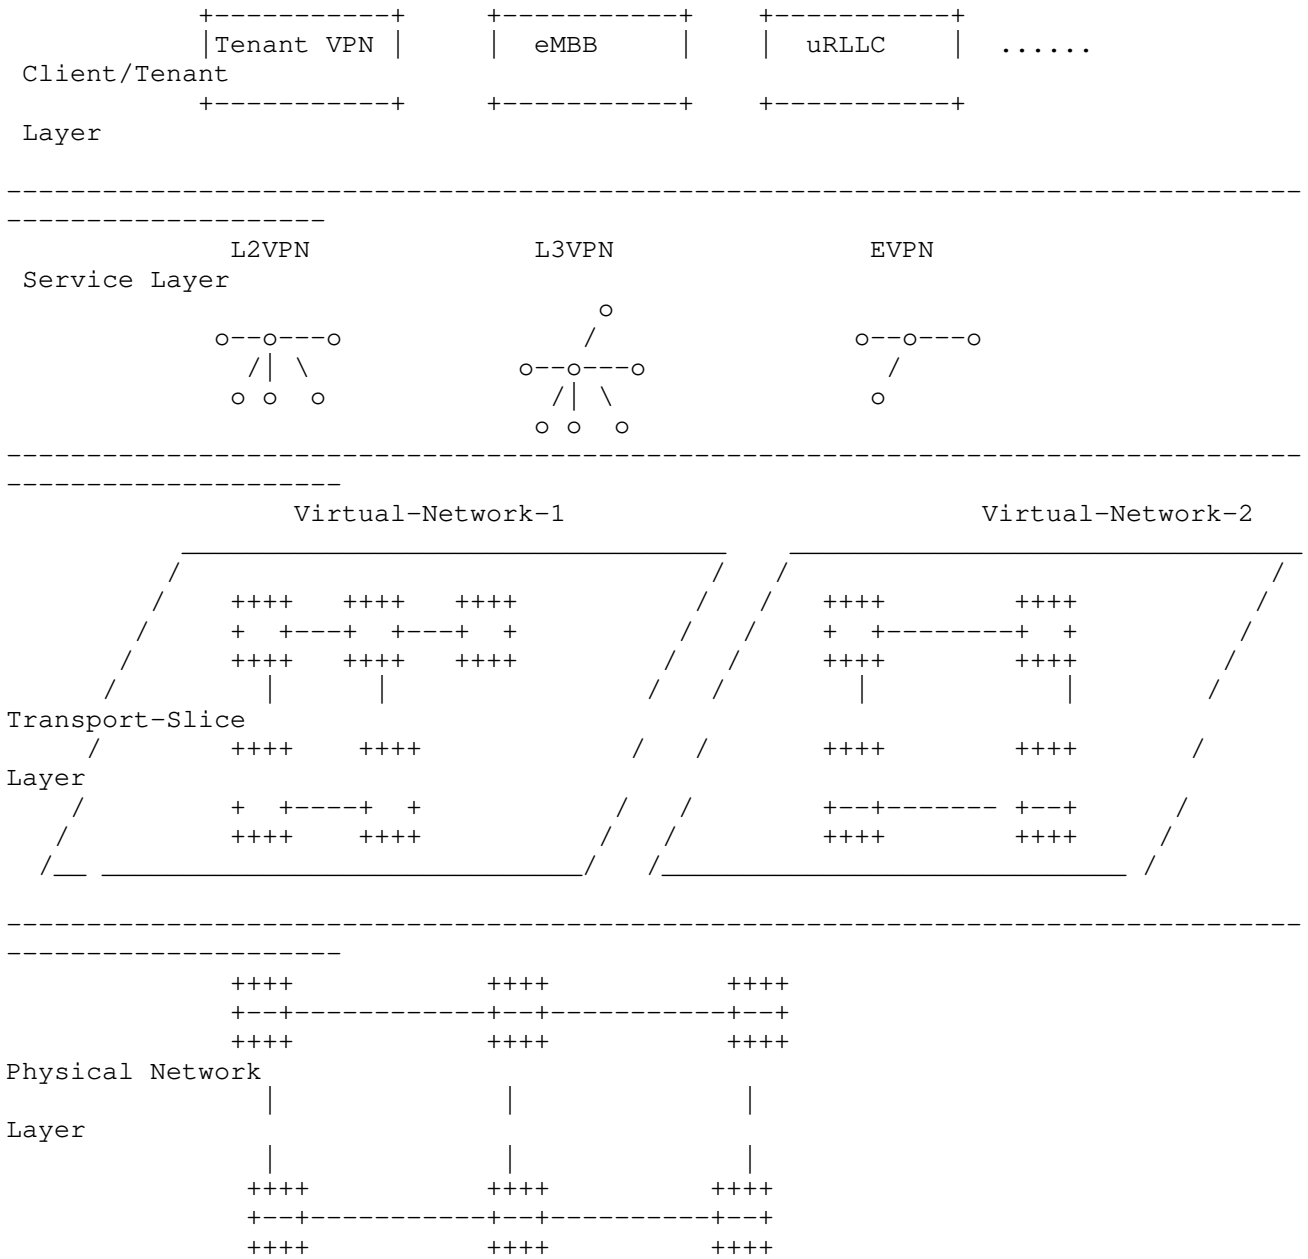 Tenant VPN eMBB uRLLC ......
Client/Tenant
Layer
L2VPN L3VPN EVPN
Service Layer
o
o--o---o o--o---o
/| \ o--o---o /
o o o /| \ o
o o o
Virtual-Network-1 Virtual-Network-2
Transport-Slice
Layer
Physical Network
Layer